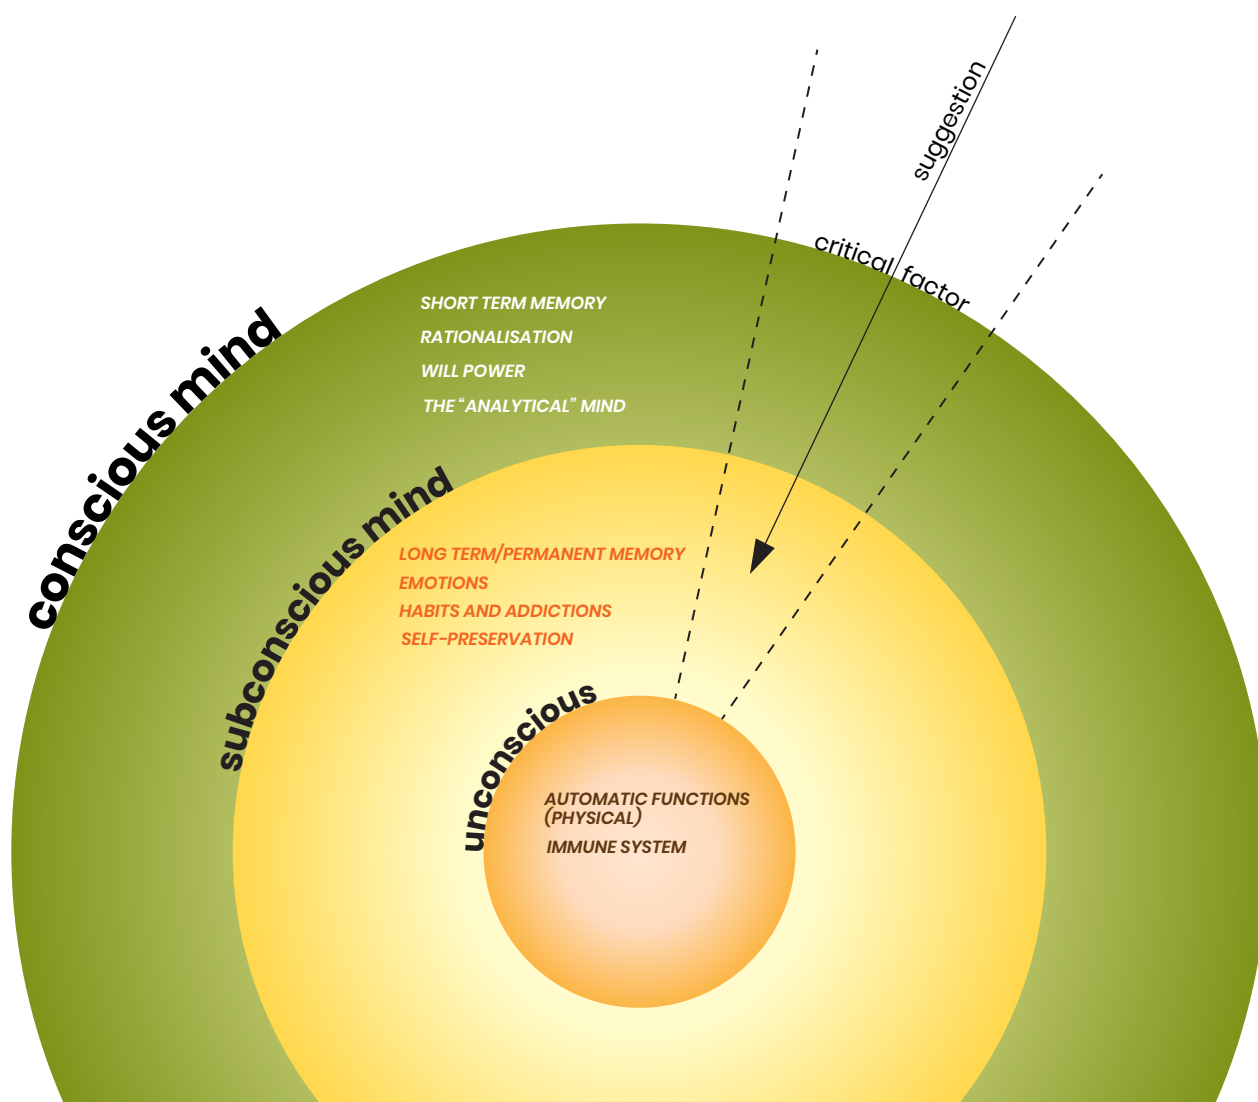 suggestion
critical factor
conscious mind
SHORT TERM MEMORY
RATIONALISATION
WILL POWER
THE “ANALYTICAL” MIND
subconscious mind
LONG TERM/PERMANENT MEMORY
EMOTIONS
HABITS AND ADDICTIONS
SELF-PRESERVATION
unconscious
AUTOMATIC FUNCTIONS
(PHYSICAL)
IMMUNE SYSTEM